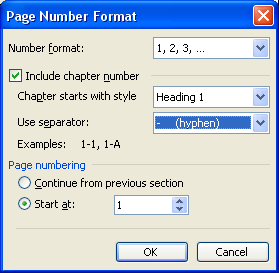 Page Number Format
Number format: 1, 2, 3, ...
Include chapter number
Chapter starts with style Heading 1
Use separator: - (hyphen)
Examples: 1-1, 1-A
Page numbering
Continue from previous section
Start at: 1
OK Cancel